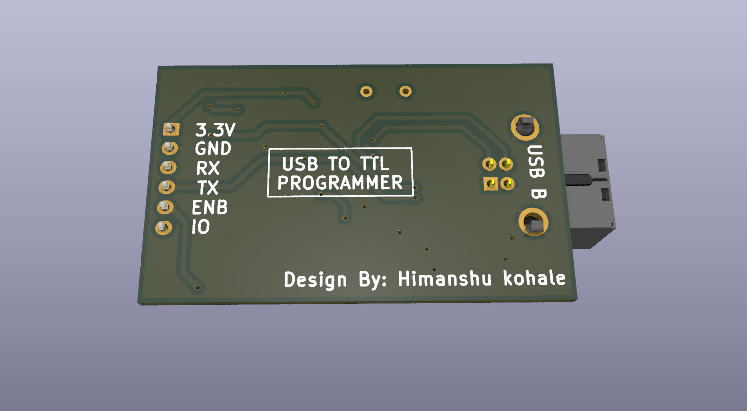 3.3V
GND
RX
TX
ENB
IO
USB TO TTL
PROGRAMMER
USB B
Design By: Himanshu kohale